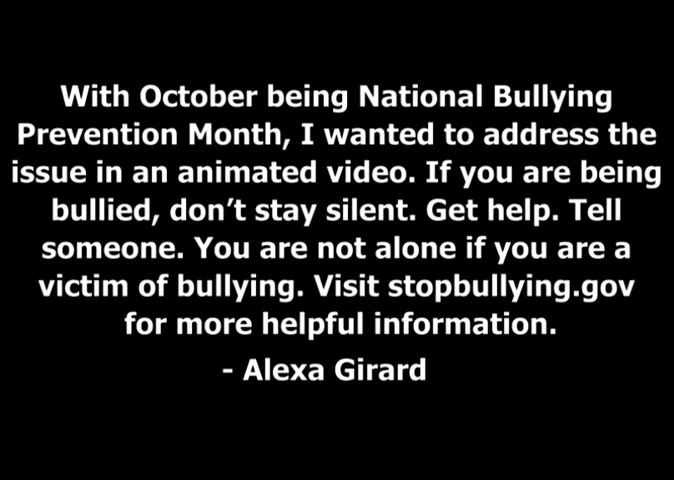 With October being National Bullying
Prevention Month, I wanted to address the
issue in an animated video. If you are being
bullied, don’t stay silent. Get help. Tell
someone. You are not alone if you are a
victim of bullying. Visit stopbullying.gov
for more helpful information.
- Alexa Girard